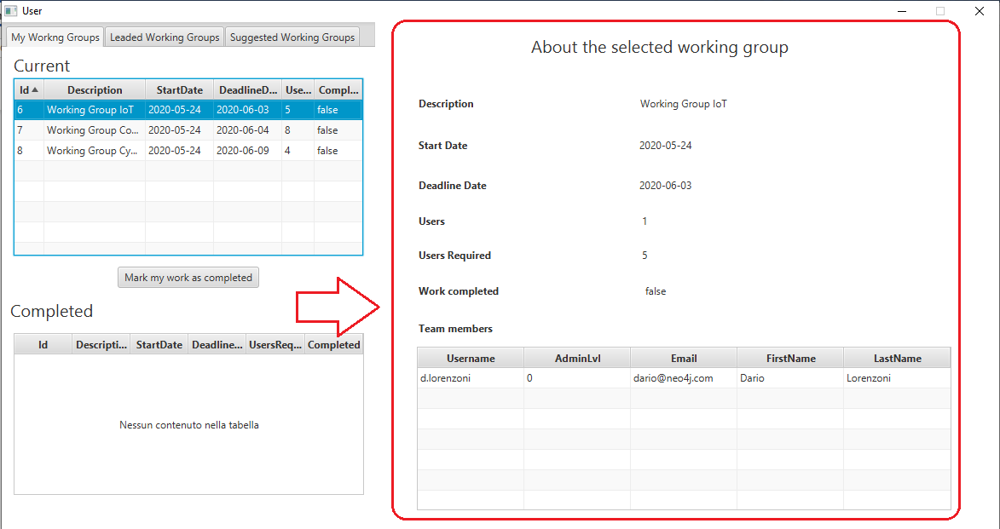 User
My Workng Groups Leaded Working Groups Suggested Working Groups
Current
Id Description StartDate DeadlineD... Use... Compl...
6 Working Group IoT 2020-05-24 2020-06-03 5 false
7 Working Group Co... 2020-05-24 2020-06-04 8 false
8 Working Group Cy... 2020-05-24 2020-06-09 4 false
Mark my work as completed
Completed
Id Descripti... StartDate Deadline... UsersReq... Completed
Nessun contenuto nella tabella
About the selected working group
Description Working Group IoT
Start Date 2020-05-24
Deadline Date 2020-06-03
Users 1
Users Required 5
Work completed false
Team members
Username AdminLvl Email FirstName LastName
d.lorenzoni 0 dario@neo4j.com Dario Lorenzoni